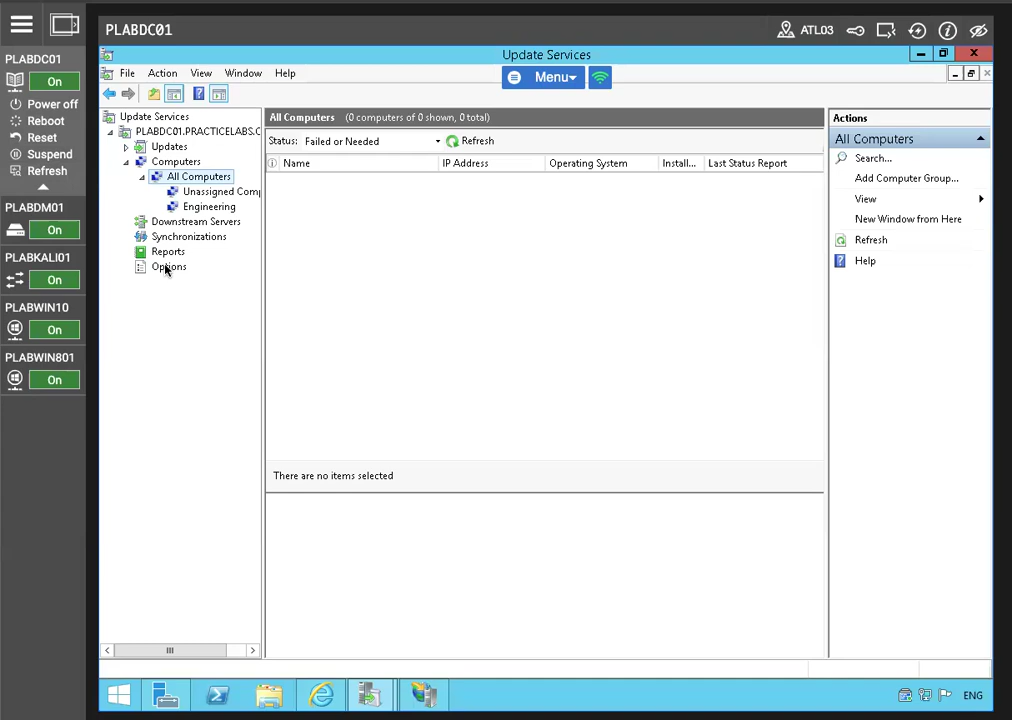 PLABDC01
ATL03
PLABDC01
On
Power off
Reboot
Reset
Suspend
Refresh
PLABDM01
On
PLABKALI01
On
PLABWIN10
On
PLABWIN801
On
Update Services
File Action View Window Help
Menu
Update Services
PLABDC01.PRACTICELABS.C
Updates
Computers
All Computers
Unassigned Comp
Engineering
Downstream Servers
Synchronizations
Reports
Options
All Computers (0 computers of 0 shown, 0 total)
Status: Failed or Needed Refresh
Name IP Address Operating System Install... Last Status Report
There are no items selected
Actions
All Computers
Search...
Add Computer Group...
View
New Window from Here
Refresh
Help
ENG